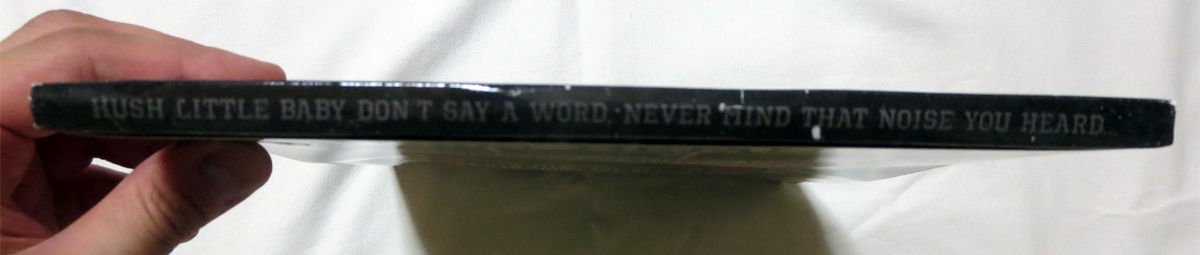 HUSH LITTLE BABY DON'T SAY A WORD, NEVER MIND THAT NOISE YOU HEARD...